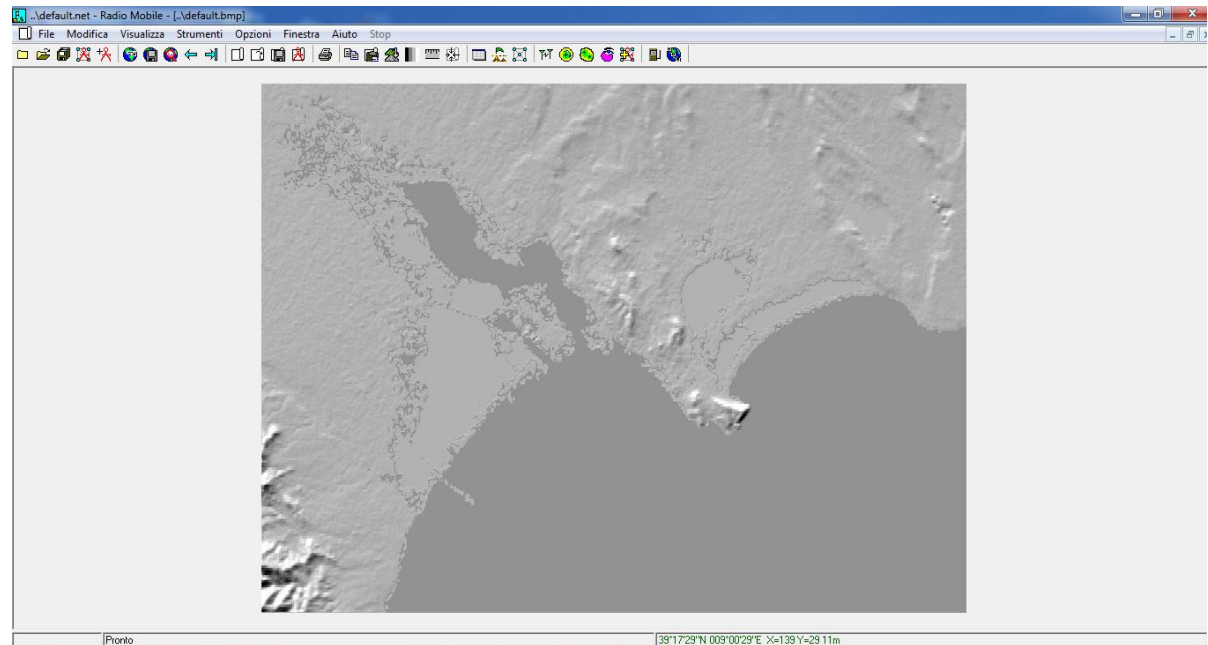 ..\default.net - Radio Mobile - [..\default.bmp]
File Modifica Visualizza Strumenti Opzioni Finestra Aiuto Stop
Pronto 39°17'29"N 009°00'29"E X=139 Y=29 11m